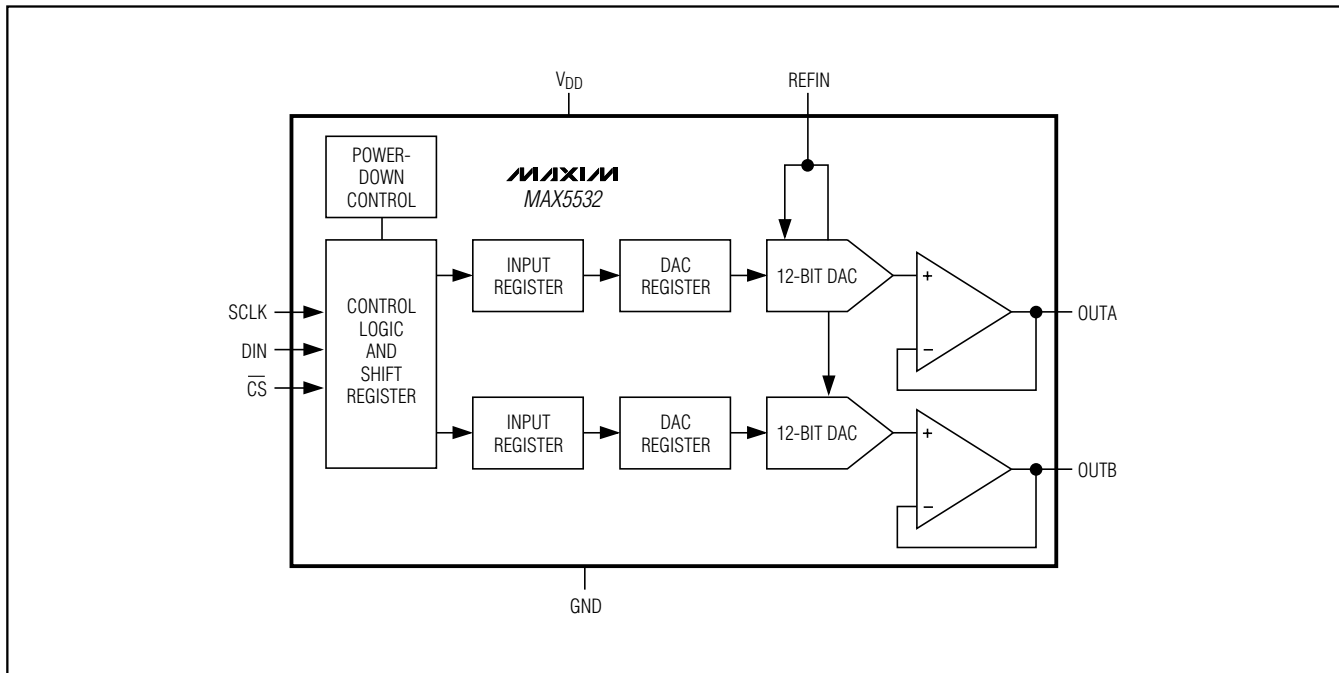 VDD
REFIN
POWER-
DOWN
CONTROL
MAXIM
MAX5532
CONTROL
LOGIC
AND
SHIFT
REGISTER
INPUT
REGISTER
DAC
REGISTER
12-BIT DAC
+
−
SCLK
DIN
C̅S̅
OUTA
INPUT
REGISTER
DAC
REGISTER
12-BIT DAC
+
−
OUTB
GND